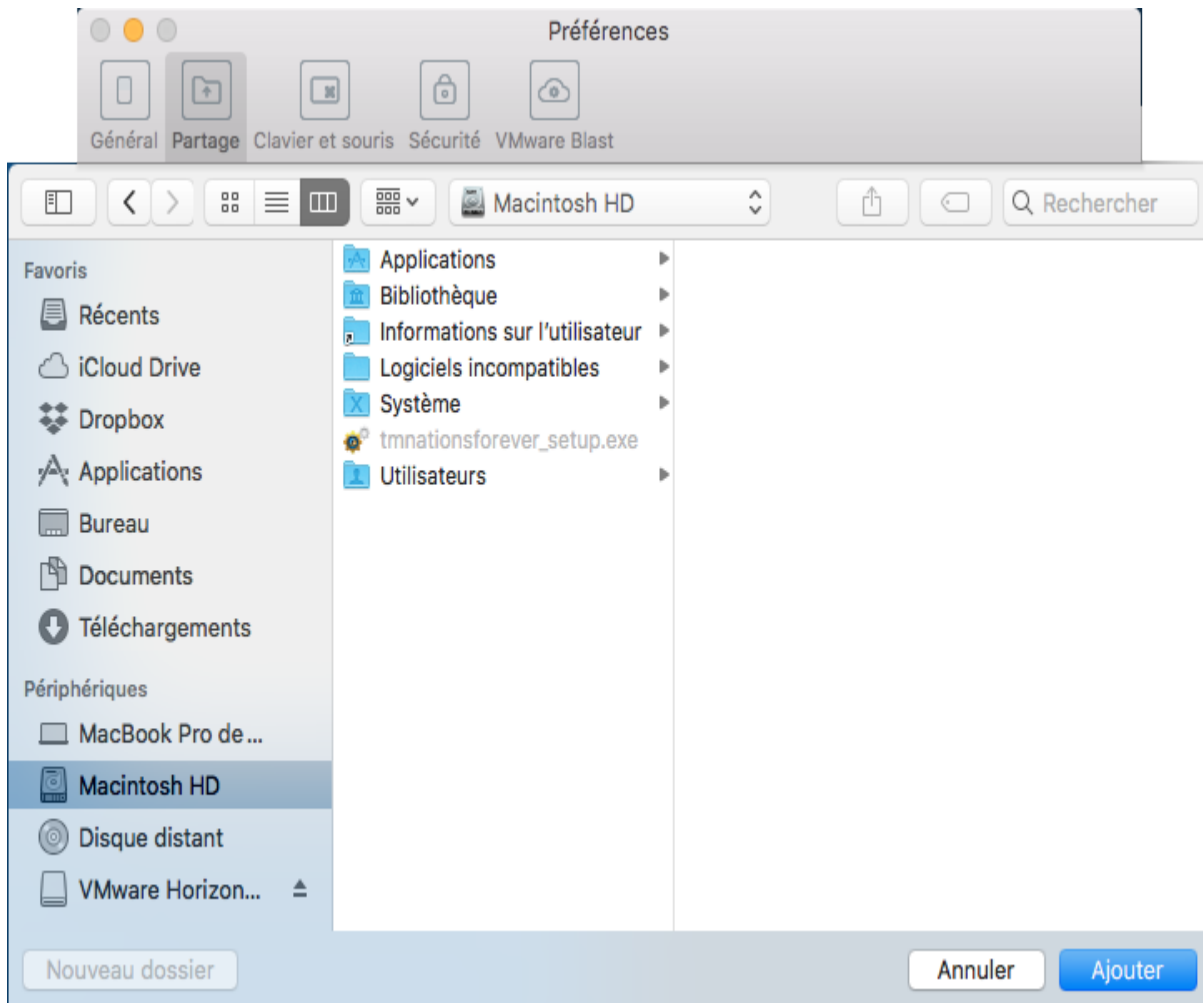 Préférences
Général Partage Clavier et souris Sécurité VMware Blast
Macintosh HD
Rechercher
Favoris
Récents
iCloud Drive
Dropbox
Applications
Bureau
Documents
Téléchargements
Périphériques
MacBook Pro de ...
Macintosh HD
Disque distant
VMware Horizon...
Applications
Bibliothèque
Informations sur l'utilisateur
Logiciels incompatibles
Système
tmnationsforever_setup.exe
Utilisateurs
Nouveau dossier
Annuler
Ajouter